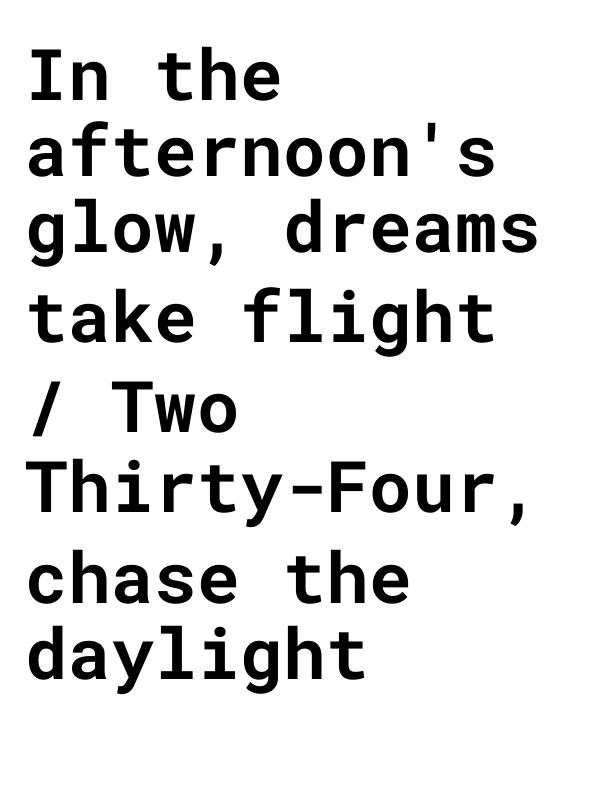 In the
afternoon's
glow, dreams
take flight
/ Two
Thirty-Four,
chase the
daylight